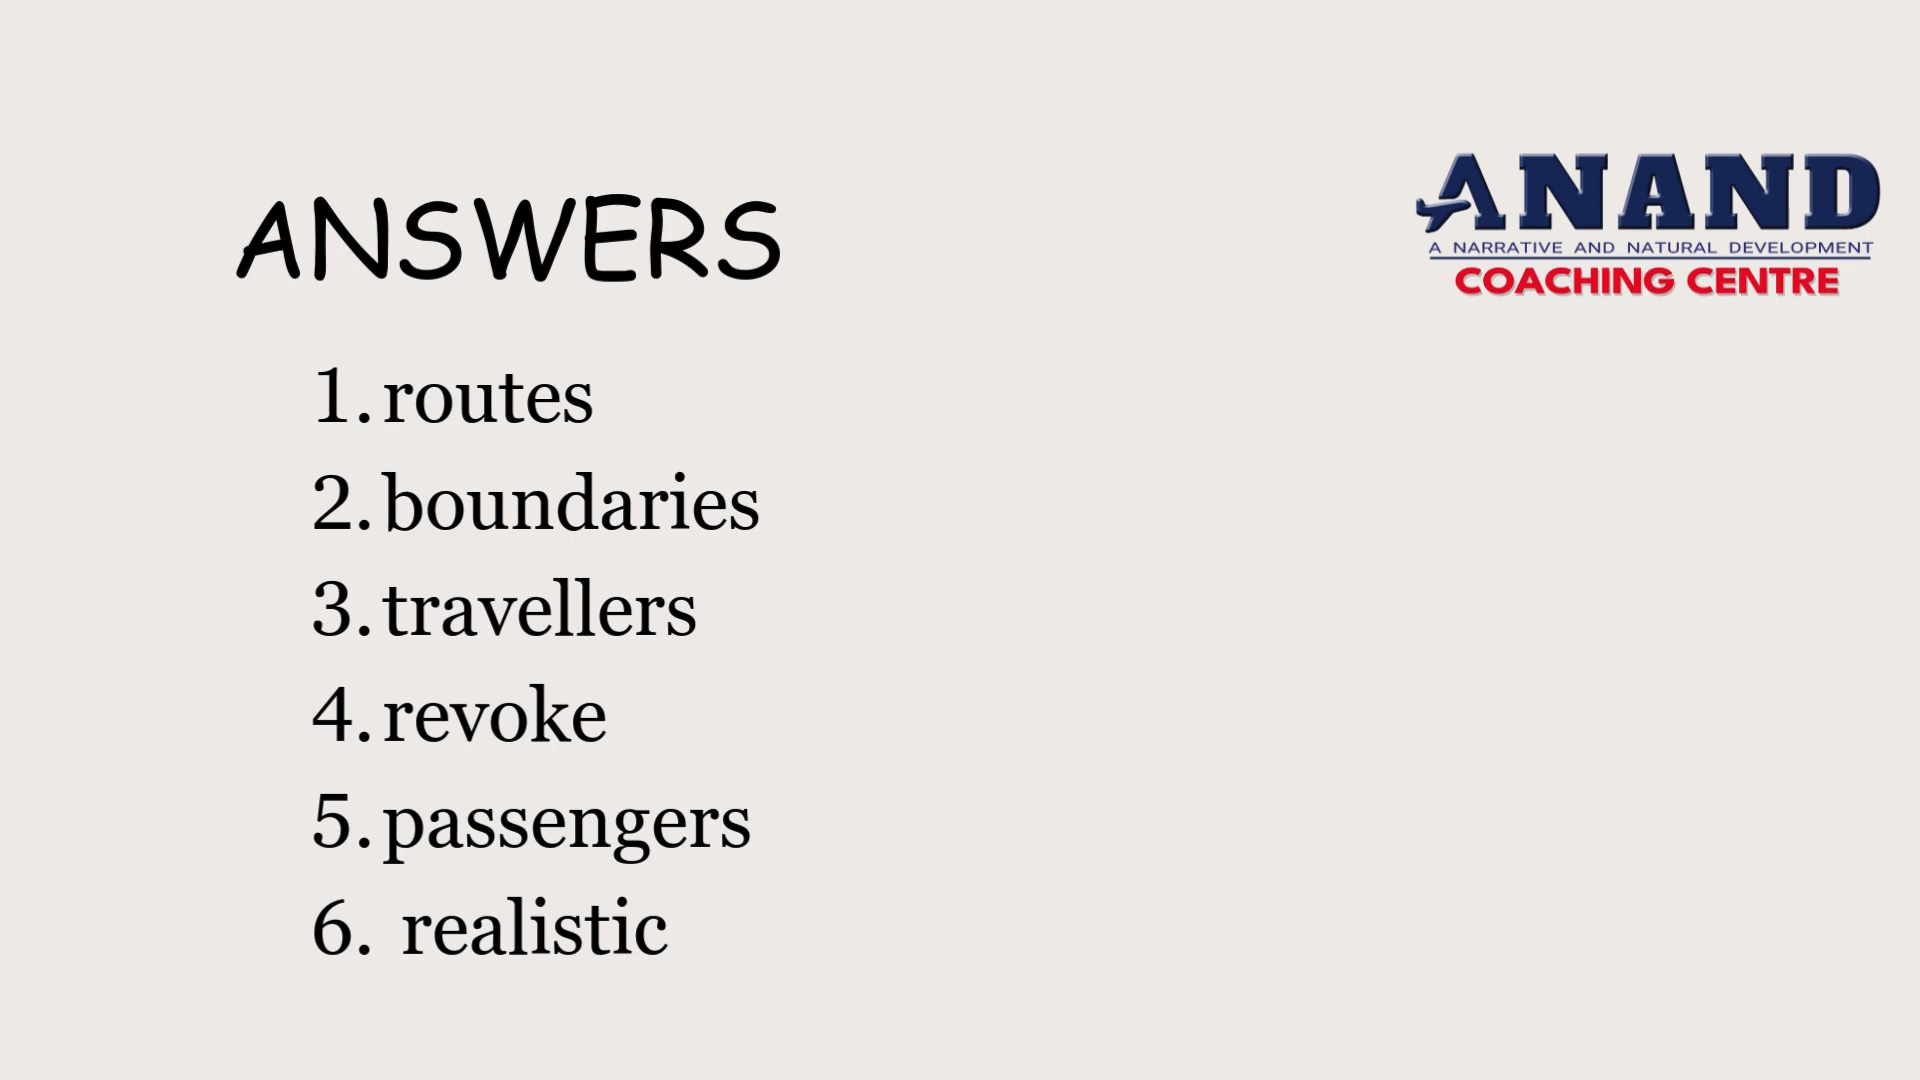 ANAND
A NARRATIVE AND NATURAL DEVELOPMENT
COACHING CENTRE
ANSWERS
1. routes
2. boundaries
3. travellers
4. revoke
5. passengers
6. realistic